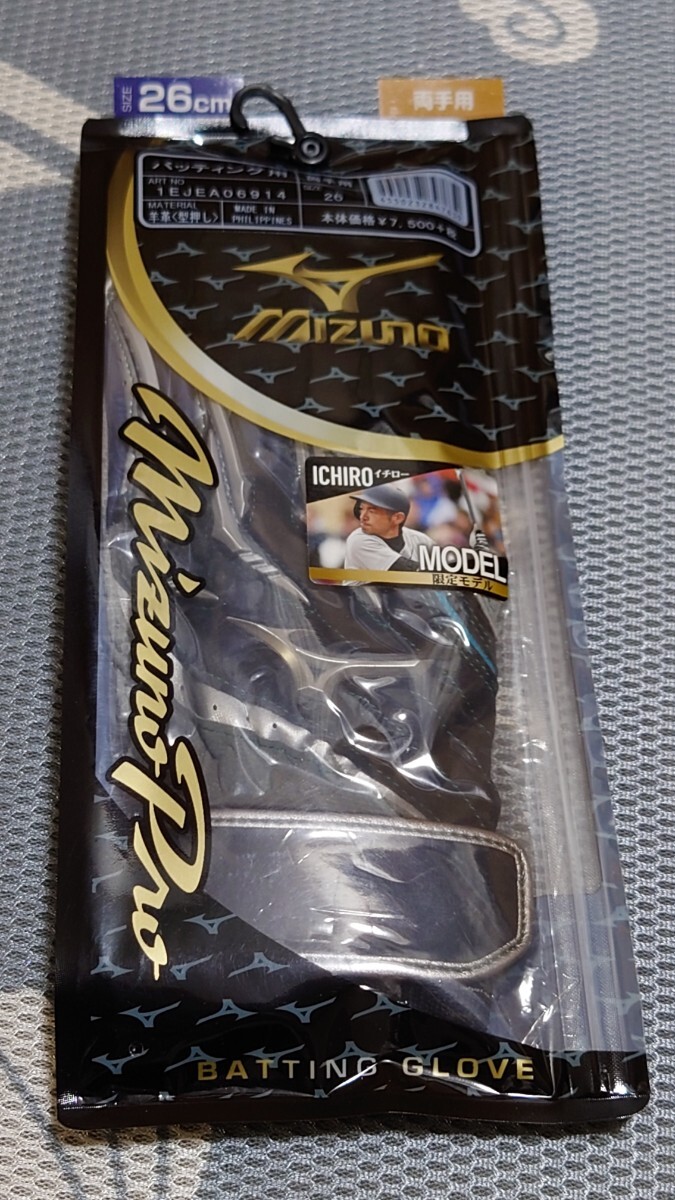 SIZE 26cm
両手用
バッティング用
ART NO
1EJEA06914
26
MATERIAL
羊革〈型押し〉
MADE IN
PHILIPPINES
本体価格¥7,500+税
MIZUNO
Mizuno Pro
ICHIRO イチロー
MODEL
限定モデル
BATTING GLOVE